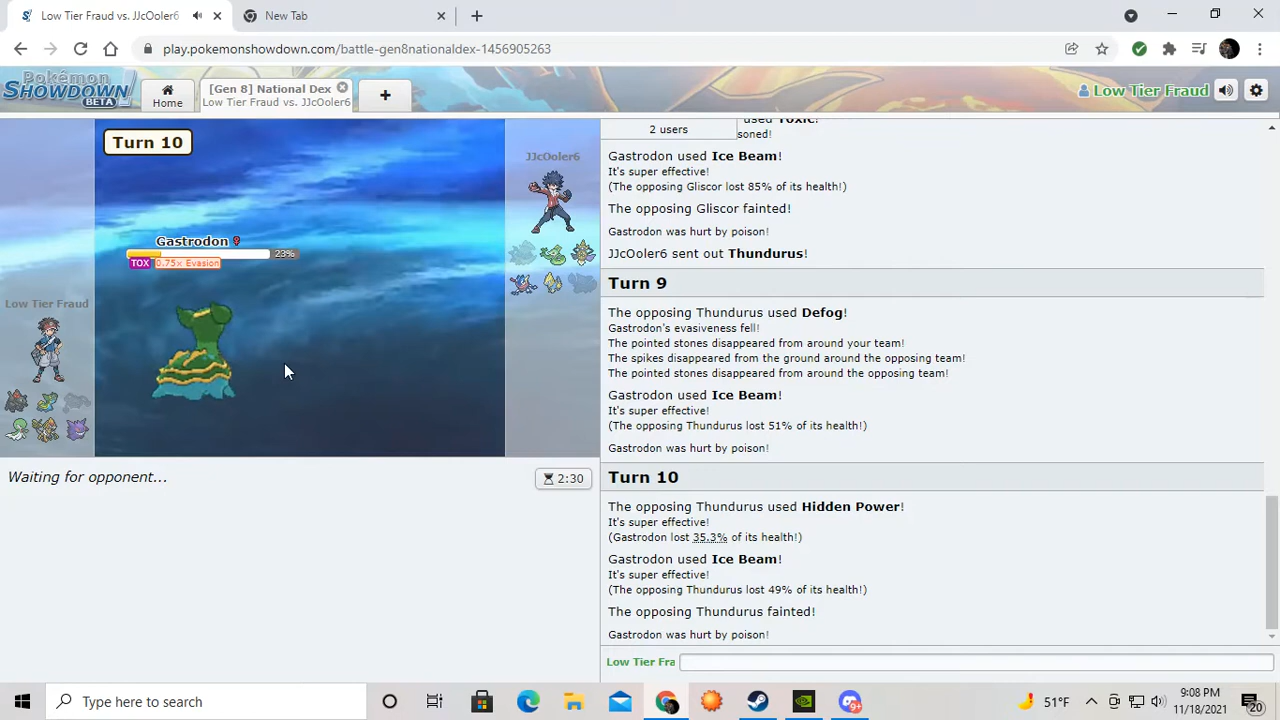 Low Tier Fraud vs. JJcOoler6
New Tab
play.pokemonshowdown.com/battle-gen8nationaldex-1456905263
Pokémon
SHOWDOWN
BETA
Home
[Gen 8] National Dex
Low Tier Fraud vs. JJcOoler6
Low Tier Fraud
Turn 10
Gastrodon
23%
TOX
0.75× Evasion
Low Tier Fraud
JJcOoler6
Waiting for opponent...
2:30
2 users
used Toxic!
soned!
Gastrodon used Ice Beam!
It's super effective!
(The opposing Gliscor lost 85% of its health!)
The opposing Gliscor fainted!
Gastrodon was hurt by poison!
JJcOoler6 sent out Thundurus!
Turn 9
The opposing Thundurus used Defog!
Gastrodon's evasiveness fell!
The pointed stones disappeared from around your team!
The spikes disappeared from the ground around the opposing team!
The pointed stones disappeared from around the opposing team!
Gastrodon used Ice Beam!
It's super effective!
(The opposing Thundurus lost 51% of its health!)
Gastrodon was hurt by poison!
Turn 10
The opposing Thundurus used Hidden Power!
It's super effective!
(Gastrodon lost 35.3% of its health!)
Gastrodon used Ice Beam!
It's super effective!
(The opposing Thundurus lost 49% of its health!)
The opposing Thundurus fainted!
Gastrodon was hurt by poison!
Low Tier Fra
Type here to search
9+
51°F
9:08 PM
11/18/2021
20